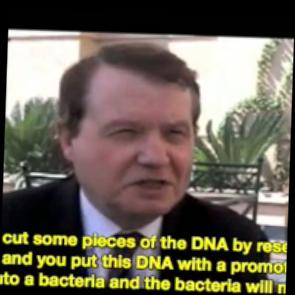 cut some pieces of the DNA by
and you put this DNA with a
a bacteria and the bacteria will